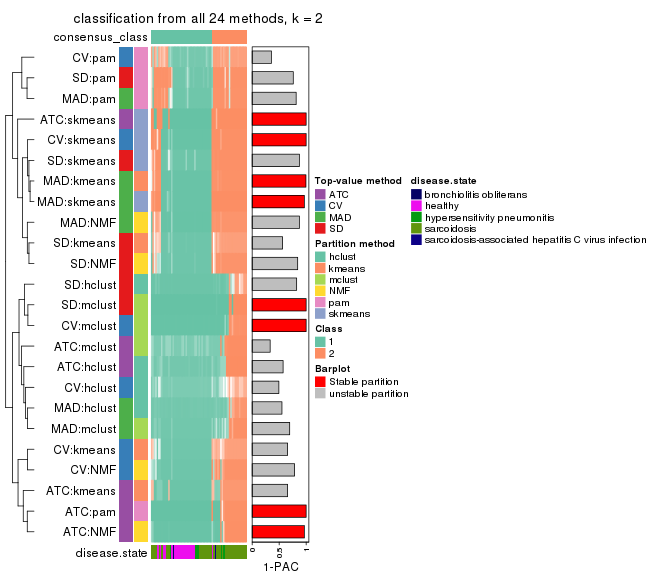 classification from all 24 methods, k = 2
consensus_class
CV:pam
SD:pam
MAD:pam
ATC:skmeans
CV:skmeans
SD:skmeans
MAD:kmeans
MAD:skmeans
MAD:NMF
SD:kmeans
SD:NMF
SD:hclust
SD:mclust
CV:mclust
ATC:mclust
ATC:hclust
CV:hclust
MAD:hclust
MAD:mclust
CV:kmeans
CV:NMF
ATC:kmeans
ATC:pam
ATC:NMF
disease.state
0
0.5
1
1-PAC
Top-value method
ATC
CV
MAD
SD
Partition method
hclust
kmeans
mclust
NMF
pam
skmeans
Class
1
2
Barplot
Stable partition
unstable partition
disease.state
bronchiolitis obliterans
healthy
hypersensitivity pneumonitis
sarcoidosis
sarcoidosis-associated hepatitis C virus infection